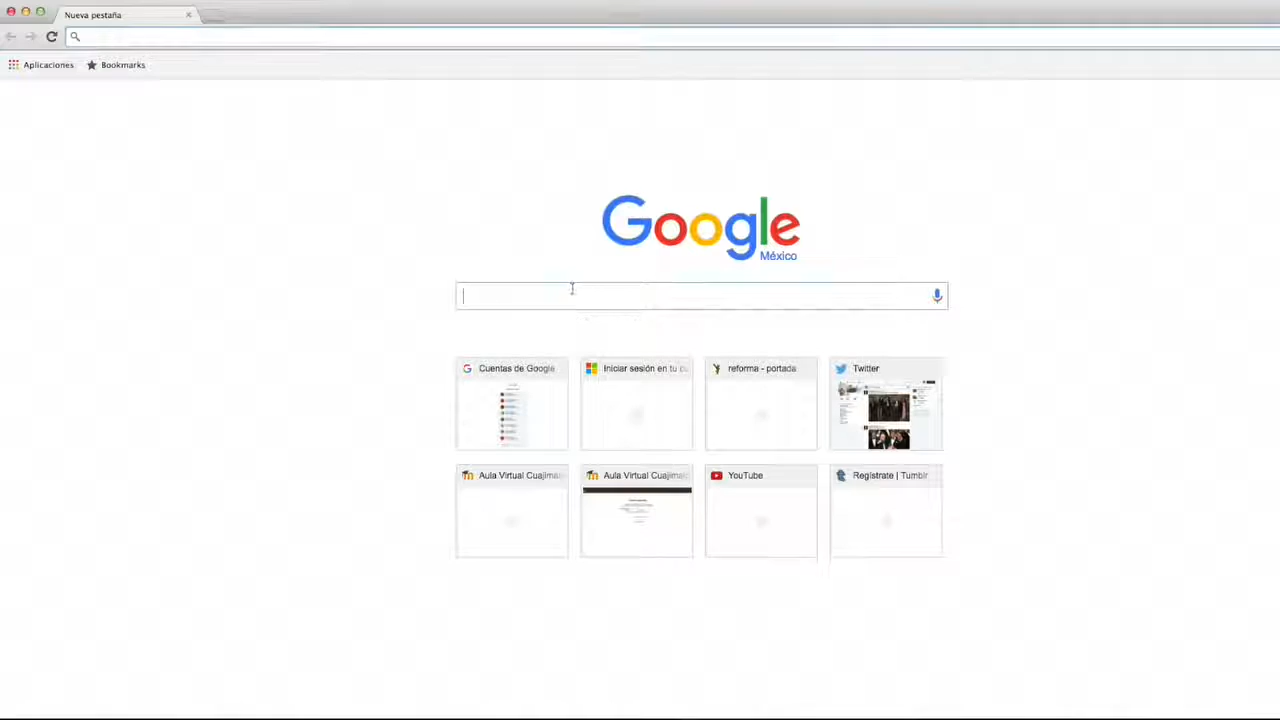 Nueva pestaña
Aplicaciones
Bookmarks
Google
México
Cuentas de Google
Iniciar sesión en tu cu
reforma - portada
Twitter
Aula Virtual Cuajima
Aula Virtual Cuajima
YouTube
Regístrate | Tumblr